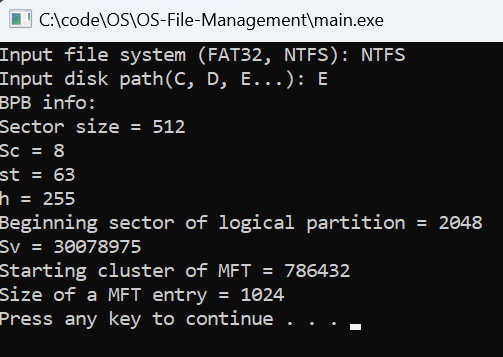 C:\code\OS\OS-File-Management\main.exe
Input file system (FAT32, NTFS): NTFS
Input disk path(C, D, E...): E
BPB info:
Sector size = 512
Sc = 8
st = 63
h = 255
Beginning sector of logical partition = 2048
Sv = 30078975
Starting cluster of MFT = 786432
Size of a MFT entry = 1024
Press any key to continue . . .